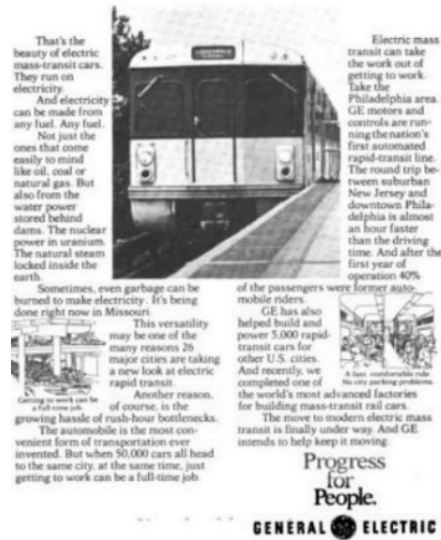 That's the
beauty of electric
mass-transit cars.
They run on
electricity.
And electricity
can be made from
any fuel. Any fuel.
Not just the
ones that come
easily to mind
like oil, coal or
natural gas. But
also from the
water power
stored behind
dams. The nuclear
power in uranium.
The natural steam
locked inside the
earth.
Sometimes, even garbage can be
burned to make electricity. It's being
done right now in Missouri.
This versatility
may be one of the
many reasons 26
major cities are taking
a new look at electric
rapid transit.
Another reason,
of course, is the
growing hassle of rush-hour bottlenecks.
The automobile is the most con-
venient form of transportation ever
invented. But when 50,000 cars all head
to the same city, at the same time, just
getting to work can be a full-time job.
Getting to work can be
a full-time job.
Electric mass
transit can take
the work out of
getting to work.
Take the
Philadelphia area.
GE motors and
controls are run-
ning the nation's
first automated
rapid-transit line.
The round trip be-
tween suburban
New Jersey and
downtown Phila-
delphia is almost
an hour faster
than the driving
time. And after the
first year of
operation 40%
of the passengers were former auto-
mobile riders.
GE has also
helped build and
power 5,000 rapid-
transit cars for
other U.S. cities.
And recently, we
completed one of
the world's most advanced factories
for building mass-transit rail cars.
The move to modern electric mass
transit is finally under way. And GE
intends to help keep it moving.
A fast, comfortable ride.
No city parking problems.
Progress
for
People.
GENERAL ELECTRIC